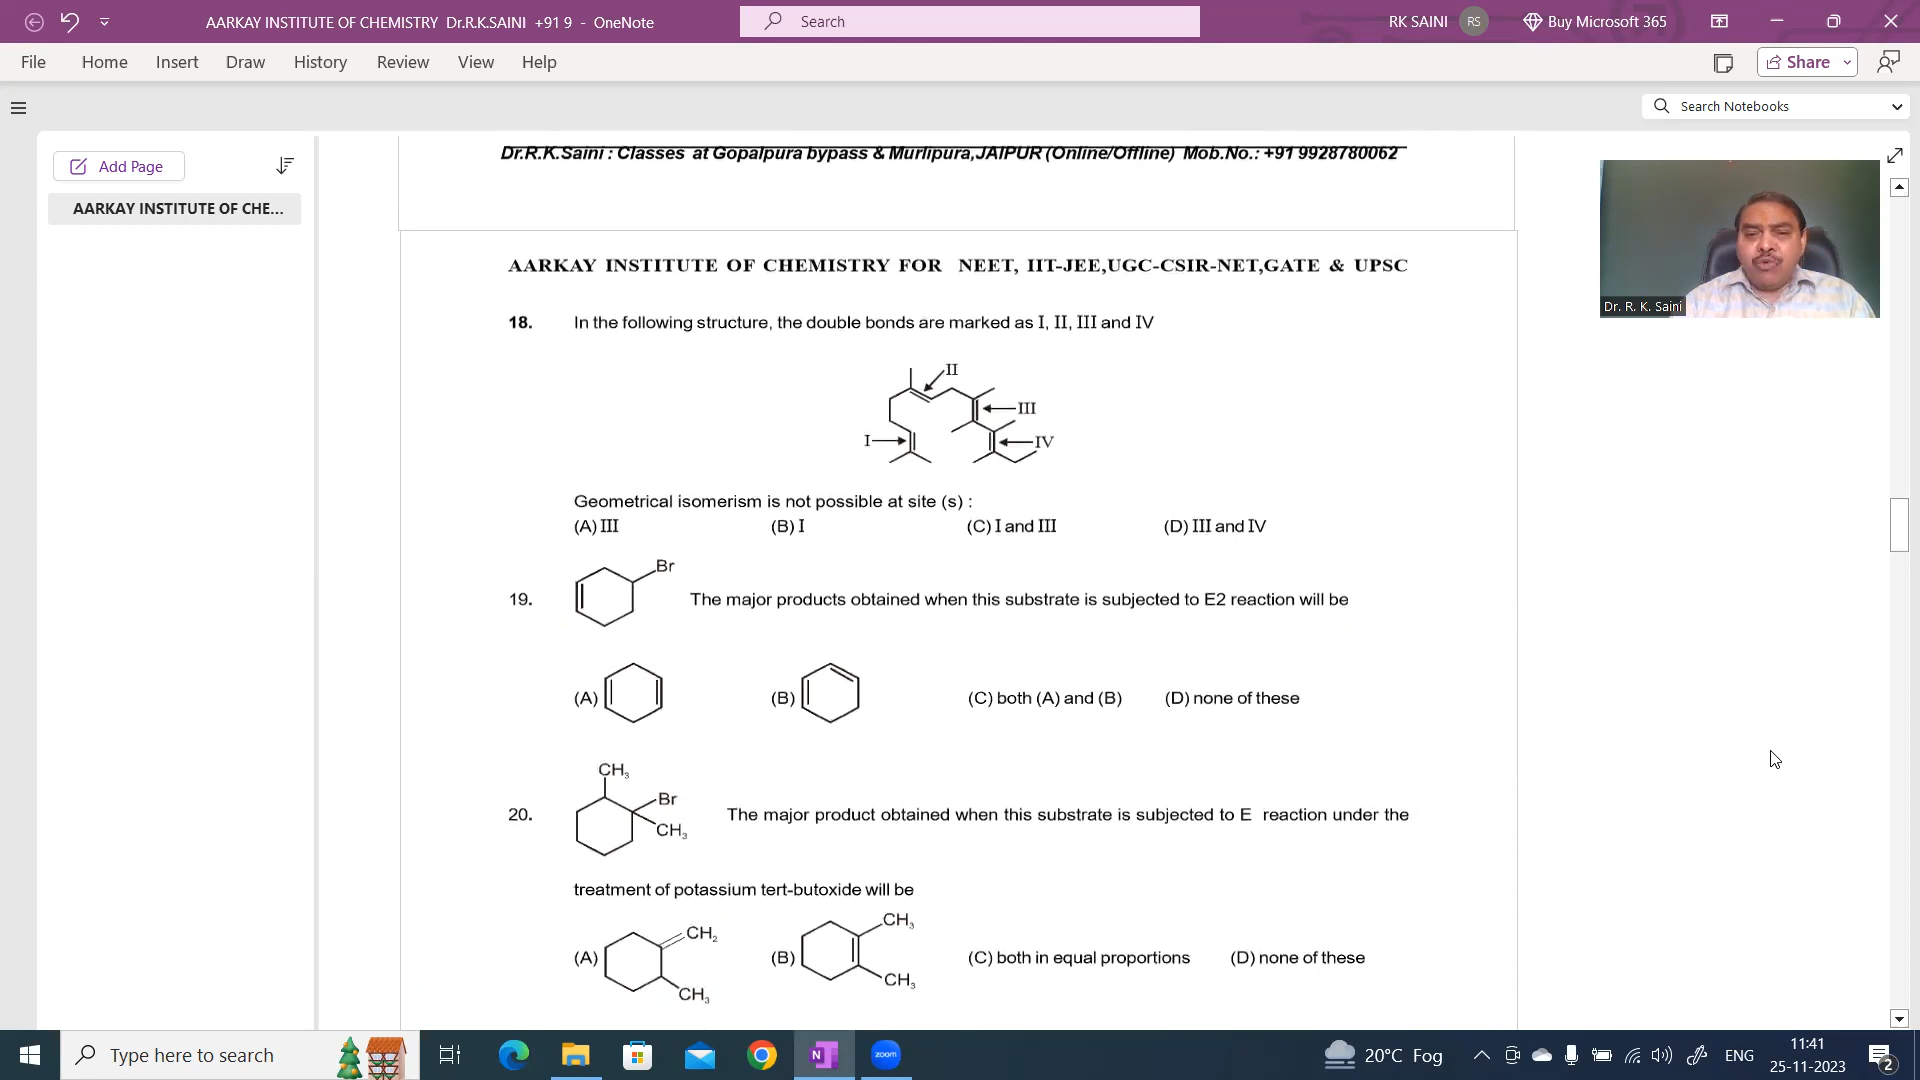 AARKAY INSTITUTE OF CHEMISTRY Dr.R.K.SAINI +91 9 - OneNote
Search
RK SAINI
RS
Buy Microsoft 365
File Home Insert Draw History Review View Help
Share
Search Notebooks
Add Page
AARKAY INSTITUTE OF CHE...
Dr.R.K.Saini : Classes at Gopalpura bypass & Murlipura,JAIPUR (Online/Offline) Mob.No.: +91 9928780062
Dr. R. K. Saini
AARKAY INSTITUTE OF CHEMISTRY FOR NEET, IIT-JEE,UGC-CSIR-NET,GATE & UPSC
18. In the following structure, the double bonds are marked as I, II, III and IV
II
III
I
IV
Geometrical isomerism is not possible at site (s) :
(A) III (B) I (C) I and III (D) III and IV
Br
19. The major products obtained when this substrate is subjected to E2 reaction will be
(A) (B) (C) both (A) and (B) (D) none of these
CH₃
Br
20. The major product obtained when this substrate is subjected to E reaction under the
CH₃
treatment of potassium tert-butoxide will be
CH₂
CH₃
(A) (B) (C) both in equal proportions (D) none of these
CH₃
CH₃
Type here to search
zoom
20°C Fog
ENG
11:41
25-11-2023
2